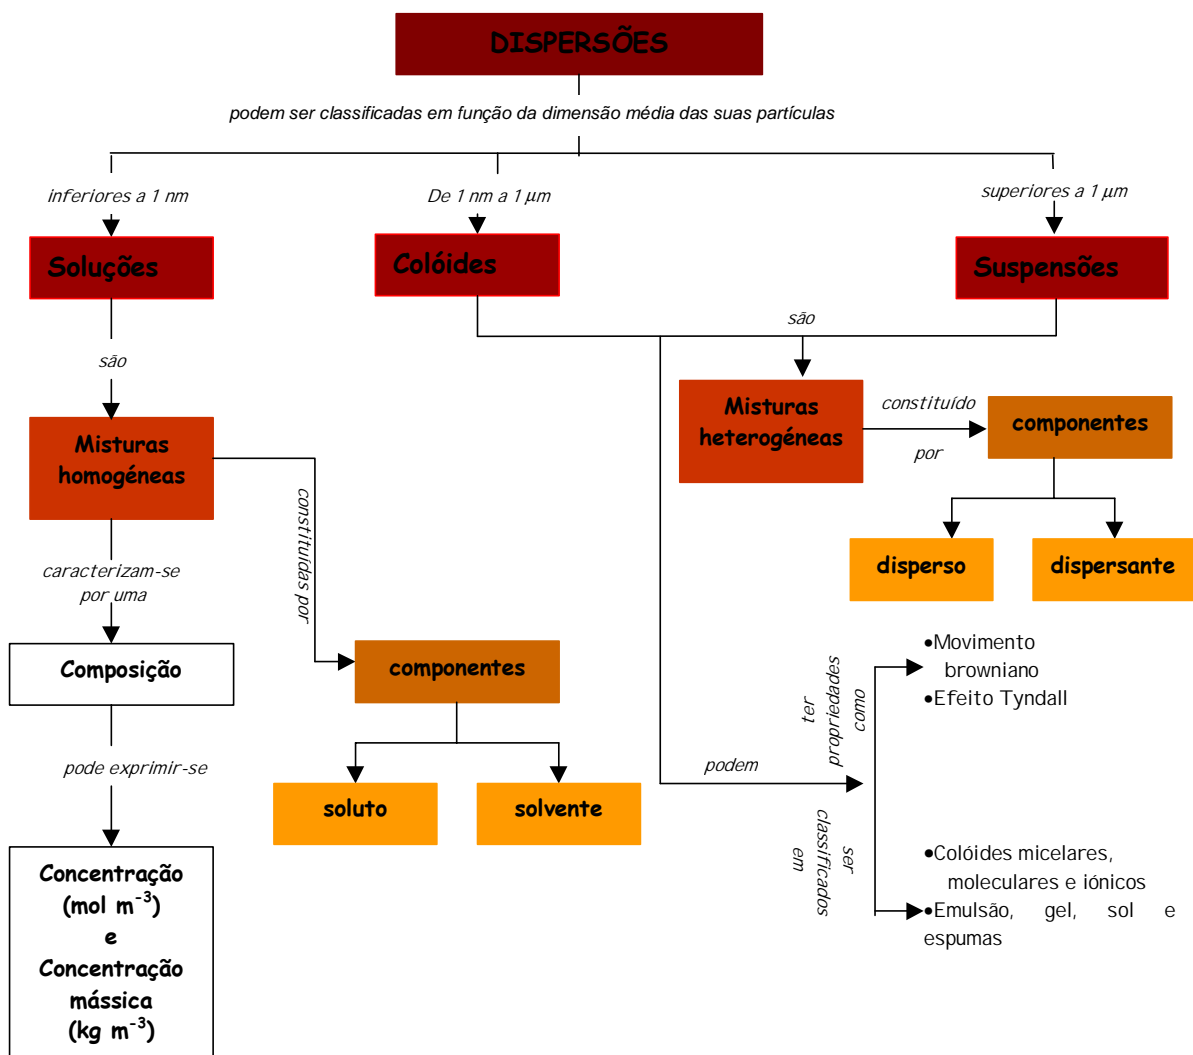 DISPERSÕES
podem ser classificadas em função da dimensão média das suas partículas
inferiores a 1 nm
De 1 nm a 1 μm
superiores a 1 μm
Soluções
Colóides
Suspensões
são
são
Misturas
homogéneas
Misturas
heterogéneas
constituído
por
componentes
disperso
dispersante
constituídas por
caracterizam-se
por uma
Composição
componentes
soluto
solvente
pode exprimir-se
Concentração
(mol m⁻³)
e
Concentração
mássica
(kg m⁻³)
podem
ter
propriedades
como
•Movimento
browniano
•Efeito Tyndall
ser
classificados
em
•Colóides micelares,
moleculares e iónicos
•Emulsão, gel, sol e
espumas